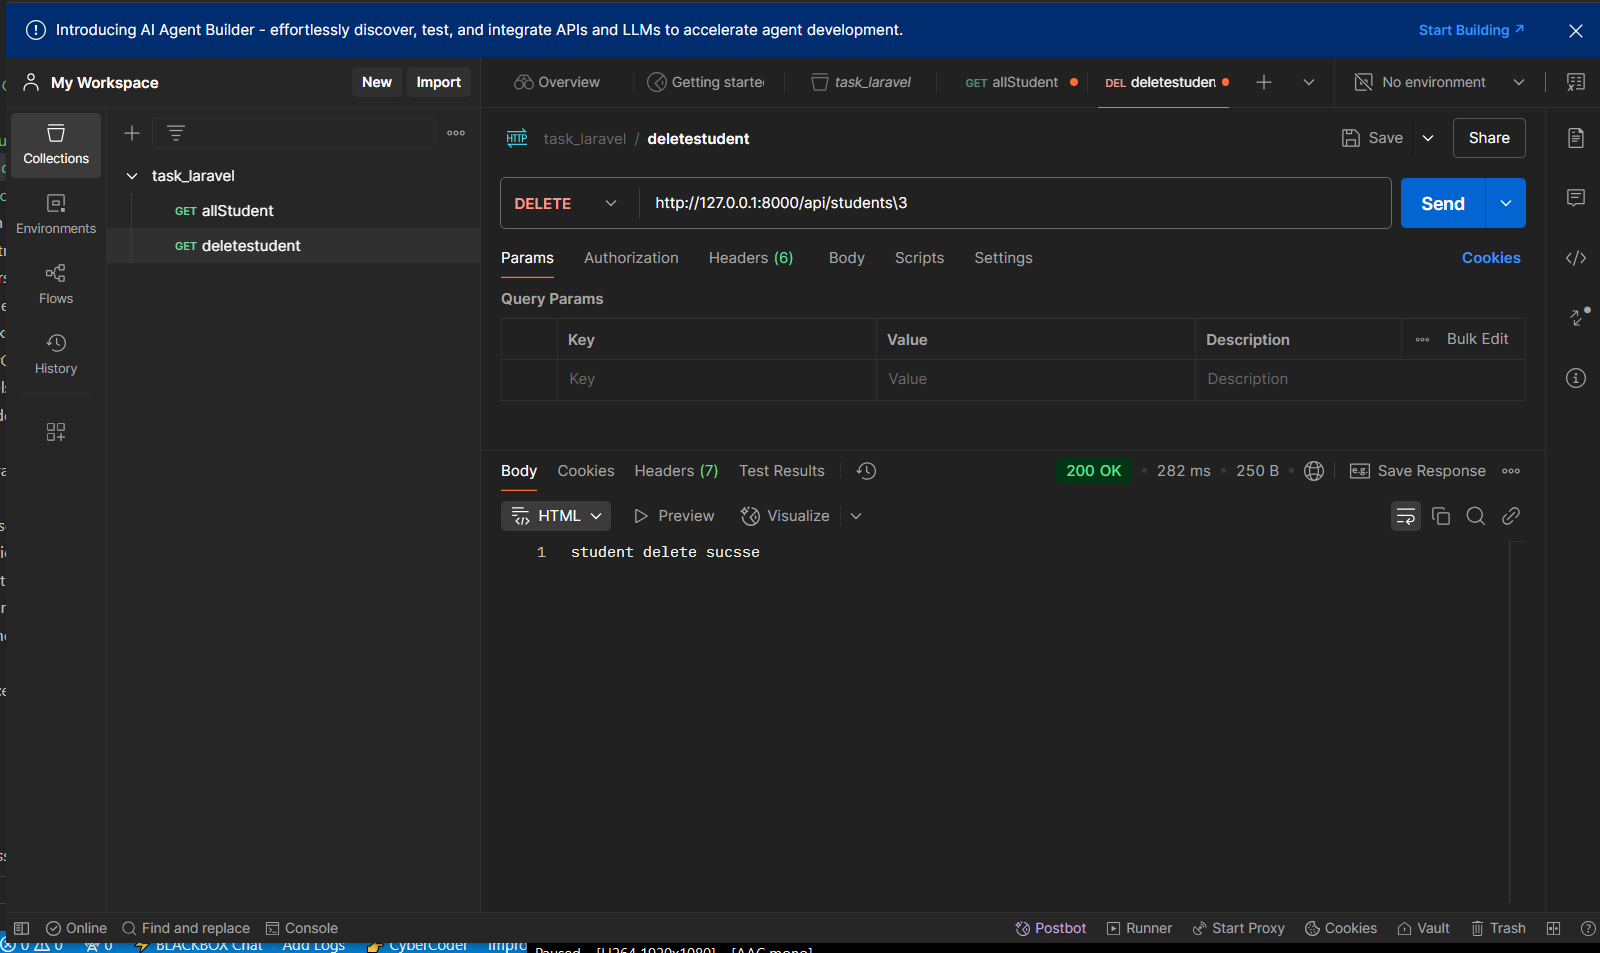 Introducing AI Agent Builder - effortlessly discover, test, and integrate APIs and LLMs to accelerate agent development.
Start Building
My Workspace
New
Import
Overview
Getting starte
task_laravel
GET allStudent
DEL deletestuden
No environment
Collections
Environments
Flows
History
task_laravel
GET allStudent
GET deletestudent
HTTP task_laravel / deletestudent
Save
Share
DELETE
http://127.0.0.1:8000/api/students\3
Send
Params
Authorization
Headers (6)
Body
Scripts
Settings
Cookies
Query Params
Key
Value
Description
Bulk Edit
Key
Value
Description
Body
Cookies
Headers (7)
Test Results
200 OK
282 ms
250 B
e.g. Save Response
HTML
Preview
Visualize
1 student delete sucsse
Online
Find and replace
Console
Postbot
Runner
Start Proxy
Cookies
Vault
Trash
0 0
0
BLACKBOX Chat
Add Logs
CyberCoder
Impro
Paused [H264 1920x1080] [AAC mono]